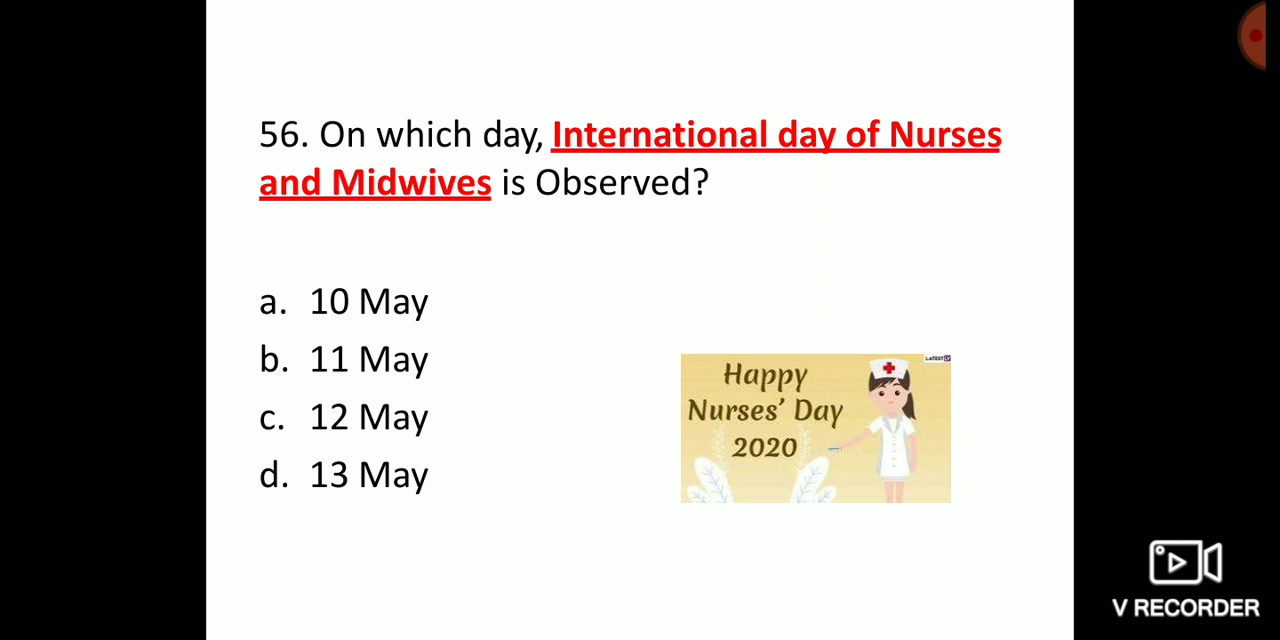 56. On which day, International day of Nurses
and Midwives is Observed?
a. 10 May
b. 11 May
c. 12 May
d. 13 May
Happy
Nurses’ Day
2020
LATESTLY
V RECORDER